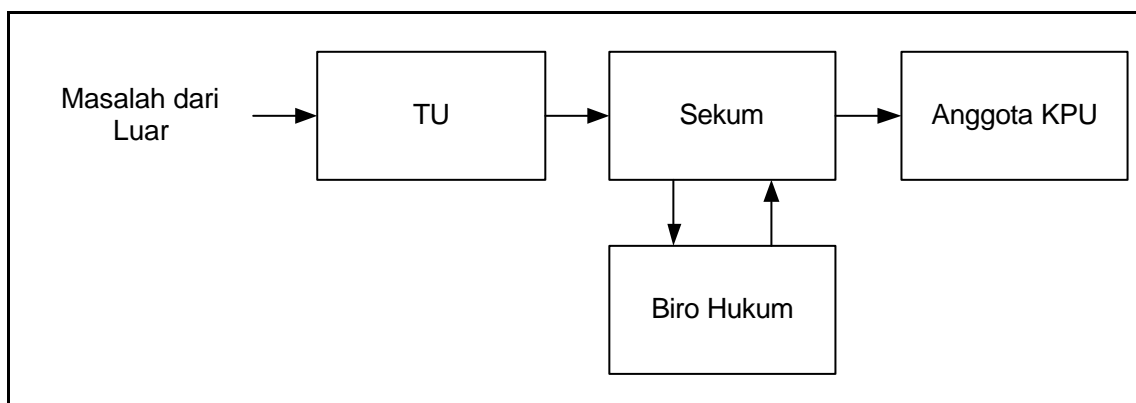 Masalah dari
Luar
TU
Sekum
Anggota KPU
Biro Hukum